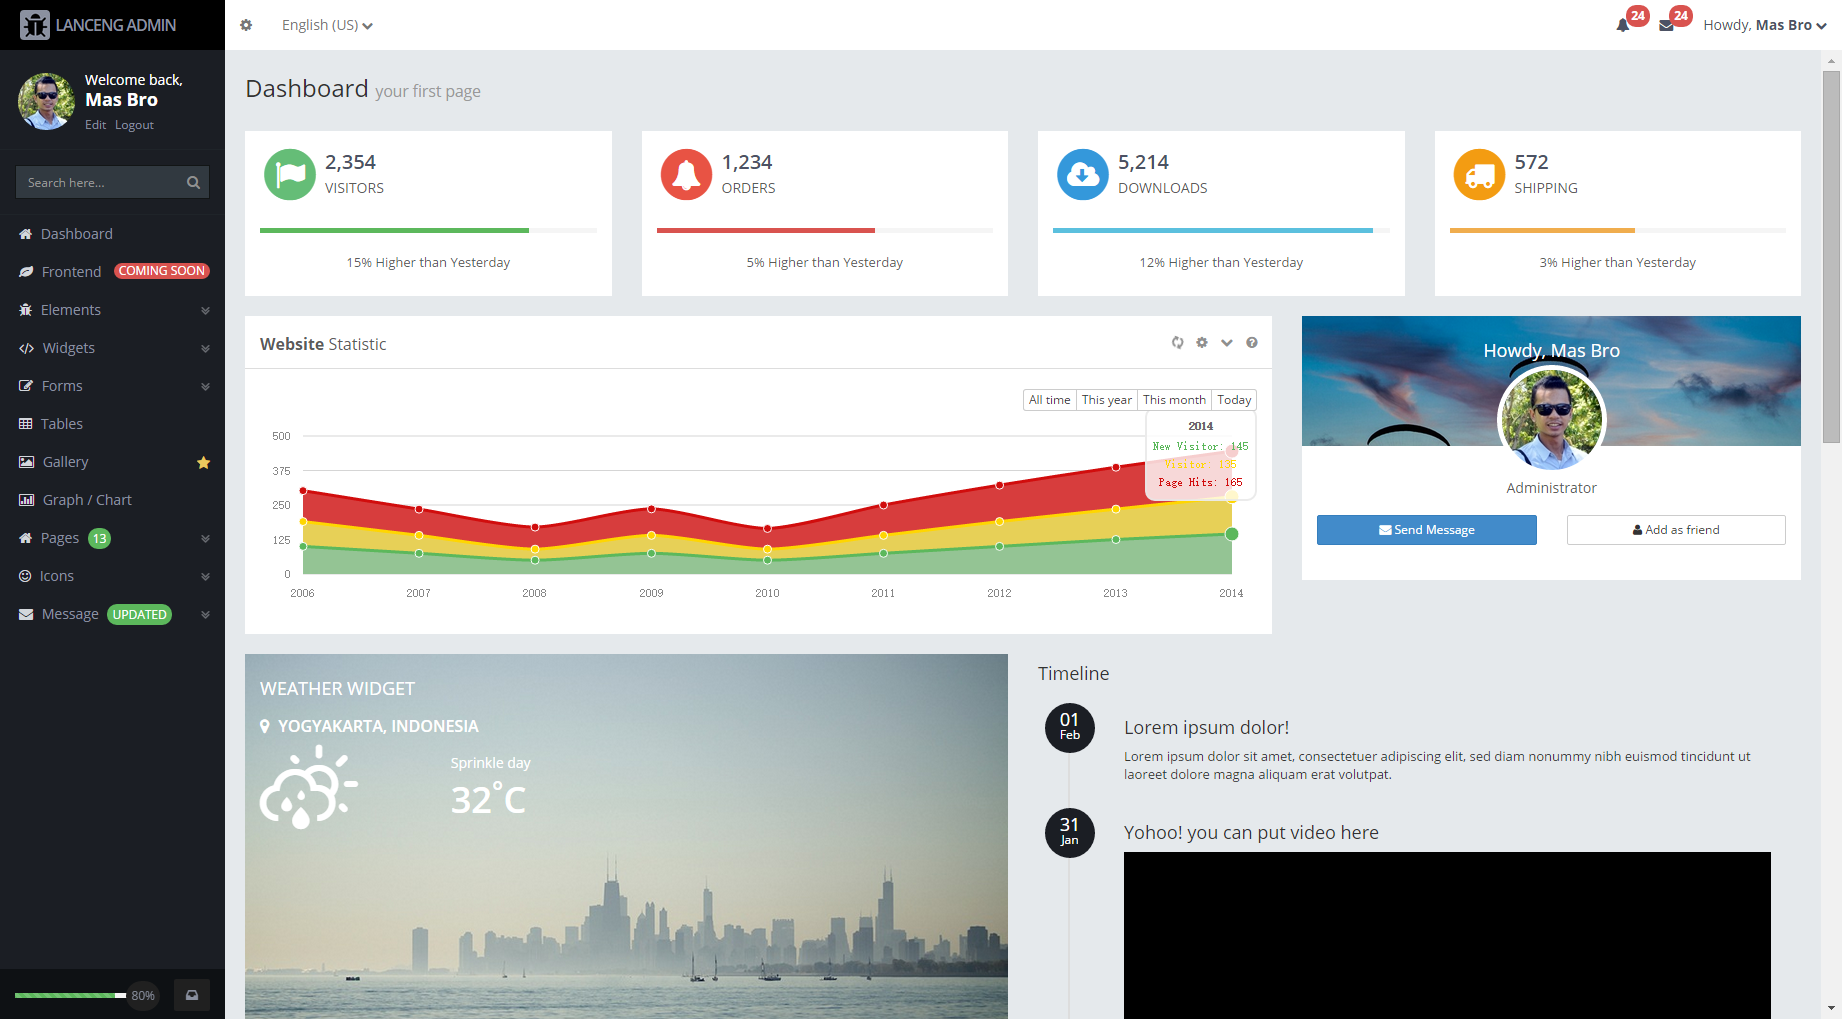 LANCENG ADMIN
English (US)
24
24
Howdy, Mas Bro
Welcome back,
Mas Bro
Edit Logout
Search here...
Dashboard
Frontend COMING SOON
Elements
Widgets
Forms
Tables
Gallery
Graph / Chart
Pages 13
Icons
Message UPDATED
80%
Dashboard your first page
2,354
VISITORS
15% Higher than Yesterday
1,234
ORDERS
5% Higher than Yesterday
5,214
DOWNLOADS
12% Higher than Yesterday
572
SHIPPING
3% Higher than Yesterday
Website Statistic
All time This year This month Today
2014
New Visitor: 145
Visitor: 135
Page Hits: 165
500
375
250
125
0
2006 2007 2008 2009 2010 2011 2012 2013 2014
Howdy, Mas Bro
Administrator
Send Message
Add as friend
WEATHER WIDGET
YOGYAKARTA, INDONESIA
Sprinkle day
32°C
Timeline
01
Feb
Lorem ipsum dolor!
Lorem ipsum dolor sit amet, consectetuer adipiscing elit, sed diam nonummy nibh euismod tincidunt ut
laoreet dolore magna aliquam erat volutpat.
31
Jan
Yohoo! you can put video here